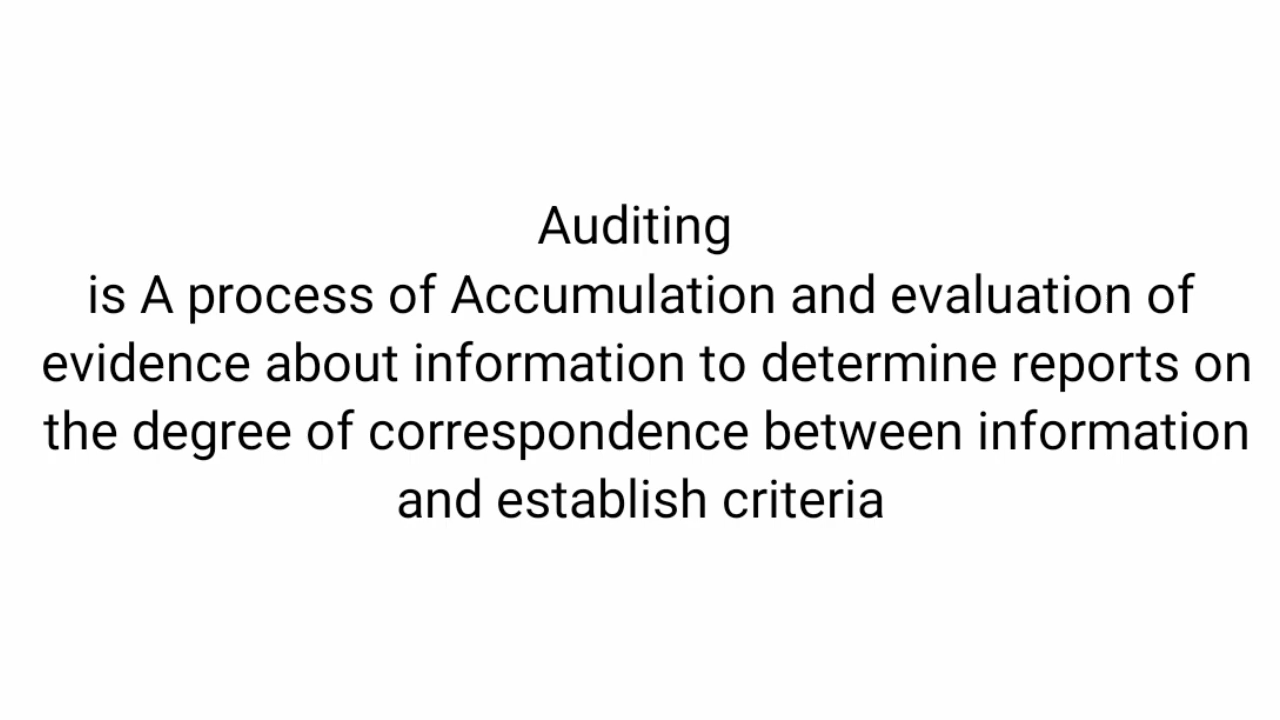 Auditing
is A process of Accumulation and evaluation of
evidence about information to determine reports on
the degree of correspondence between information
and establish criteria